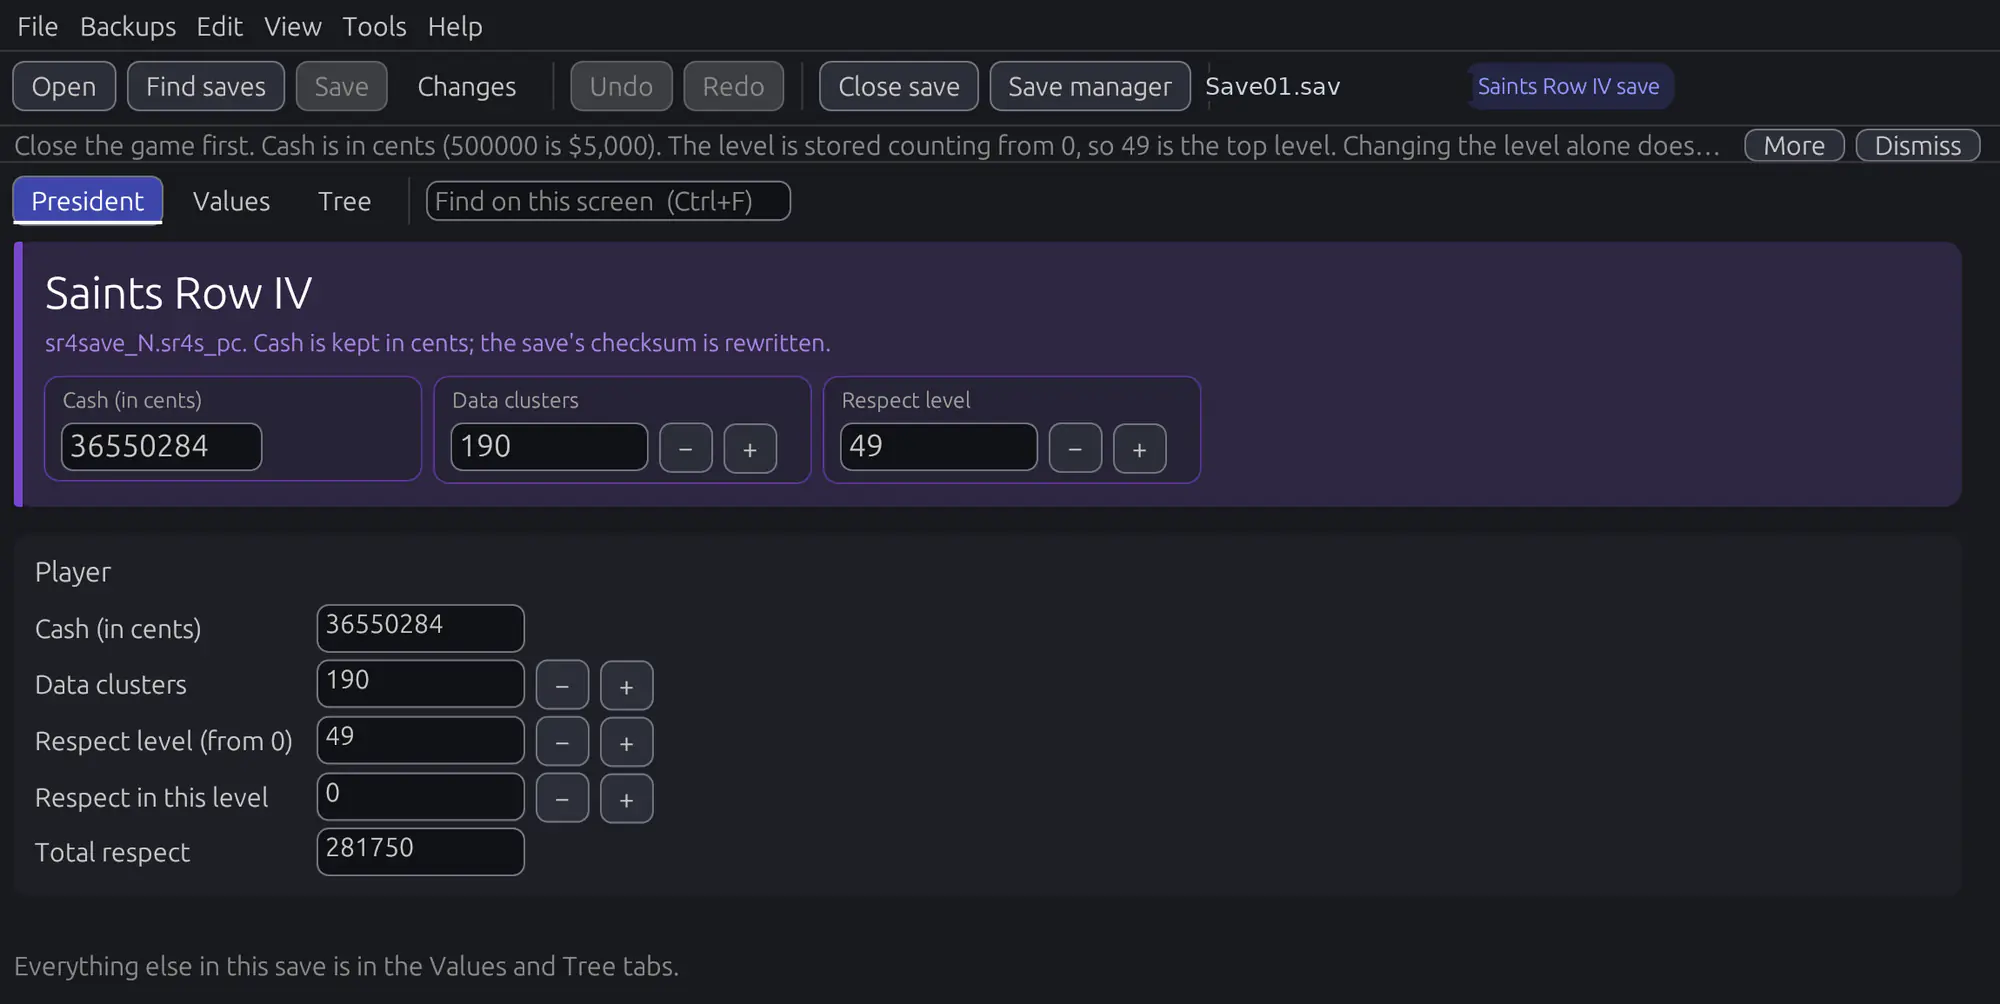 File Backups Edit View Tools Help
Open Find saves Save Changes Undo Redo Close save Save manager Save01.sav Saints Row IV save
Close the game first. Cash is in cents (500000 is $5,000). The level is stored counting from 0, so 49 is the top level. Changing the level alone does... More Dismiss
President Values Tree Find on this screen (Ctrl+F)
Saints Row IV
sr4save_N.sr4s_pc. Cash is kept in cents; the save's checksum is rewritten.
Cash (in cents) Data clusters Respect level
36550284 190 − + 49 − +
Player
Cash (in cents) 36550284
Data clusters 190 − +
Respect level (from 0) 49 − +
Respect in this level 0 − +
Total respect 281750
Everything else in this save is in the Values and Tree tabs.